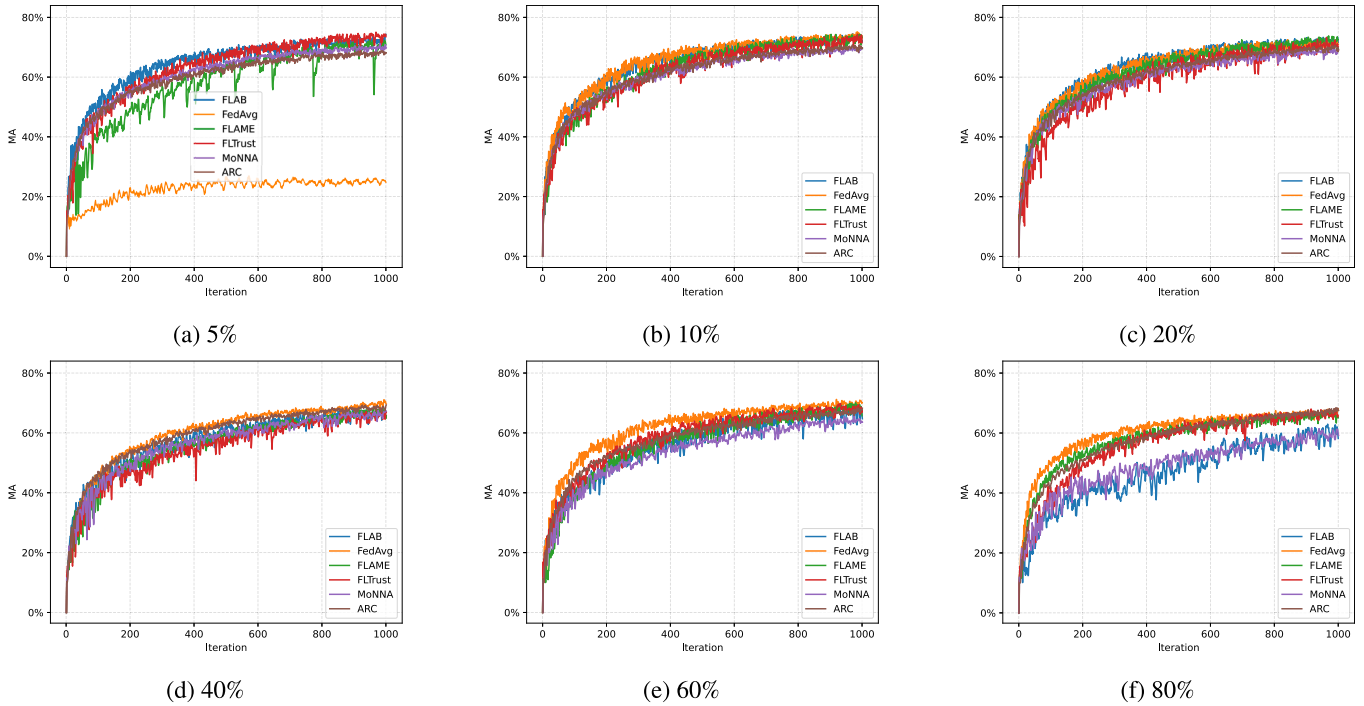 80%
60%
40%
20%
0%
MA
0 200 400 600 800 1000
Iteration
FLAB
FedAvg
FLAME
FLTrust
MoNNA
ARC
(a) 5%
80%
60%
40%
20%
0%
MA
0 200 400 600 800 1000
Iteration
FLAB
FedAvg
FLAME
FLTrust
MoNNA
ARC
(b) 10%
80%
60%
40%
20%
0%
MA
0 200 400 600 800 1000
Iteration
FLAB
FedAvg
FLAME
FLTrust
MoNNA
ARC
(c) 20%
80%
60%
40%
20%
0%
MA
0 200 400 600 800 1000
Iteration
FLAB
FedAvg
FLAME
FLTrust
MoNNA
ARC
(d) 40%
80%
60%
40%
20%
0%
MA
0 200 400 600 800 1000
Iteration
FLAB
FedAvg
FLAME
FLTrust
MoNNA
ARC
(e) 60%
80%
60%
40%
20%
0%
MA
0 200 400 600 800 1000
Iteration
FLAB
FedAvg
FLAME
FLTrust
MoNNA
ARC
(f) 80%